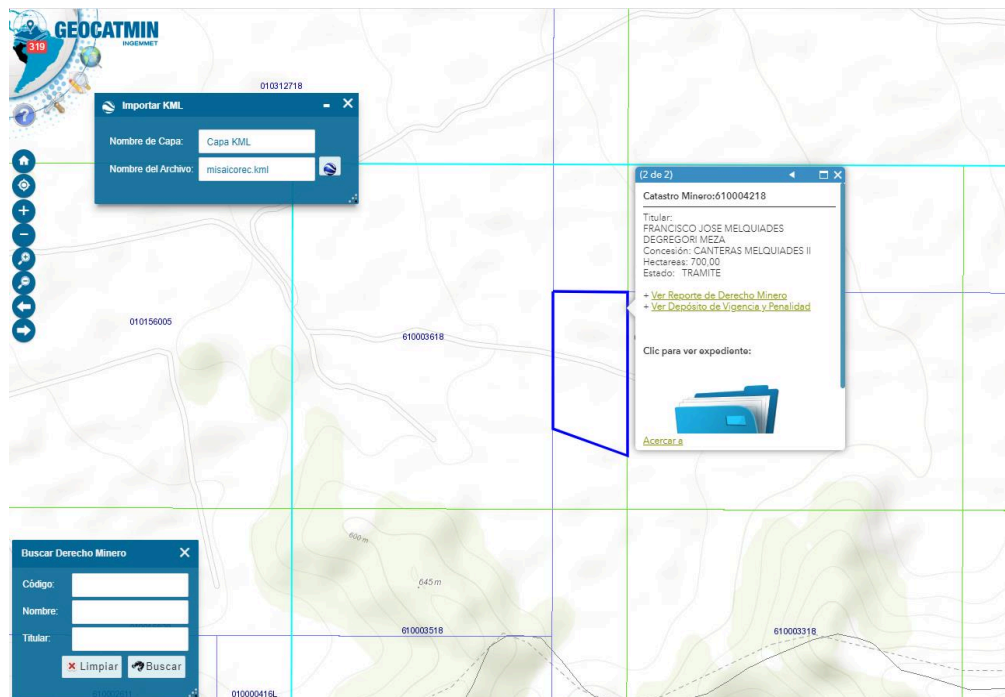 GEOCATMIN
INGEMMET
319
010312718
Importar KML
Nombre de Capa: Capa KML
Nombre del Archivo: misaicorec.kml
(2 de 2)
Catastro Minero:610004218
Titular:
FRANCISCO JOSE MELQUIADES
DEGREGORI MEZA
Concesión: CANTERAS MELQUIADES II
Hectareas: 700,00
Estado: TRAMITE
+ Ver Reporte de Derecho Minero
+ Ver Depósito de Vigencia y Penalidad
Clic para ver expediente:
Acercar a
010156005
610003618
600 m
645 m
Buscar Derecho Minero
Código:
Nombre:
Titular:
Limpiar Buscar
610003518
610003318
010000416L